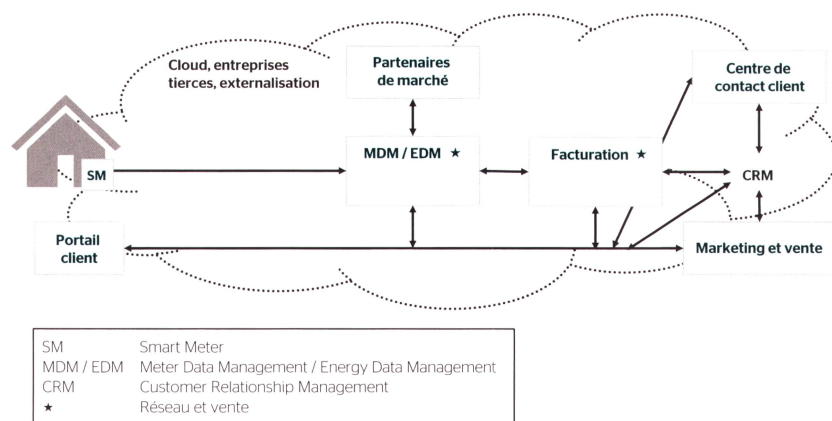 Cloud, entreprises
tierces, externalisation
Partenaires
de marché
Centre de
contact client
MDM / EDM ★
Facturation ★
SM
CRM
Portail
client
Marketing et vente
SM Smart Meter
MDM / EDM Meter Data Management / Energy Data Management
CRM Customer Relationship Management
★ Réseau et vente